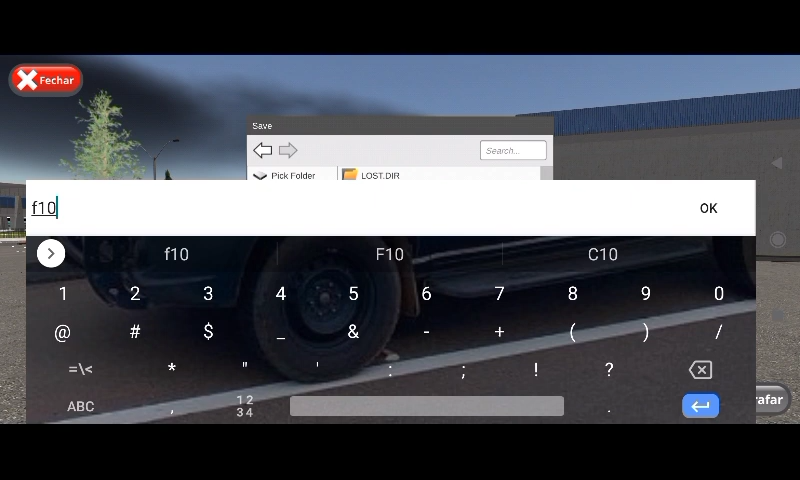 Fechar
Save
Search...
Pick Folder
LOST.DIR
f10
OK
f10 F10 C10
1 2 3 4 5 6 7 8 9 0
@ # $ _ & - + ( ) /
=\< * " ' : ; ! ?
ABC , 12 34 .
rafar